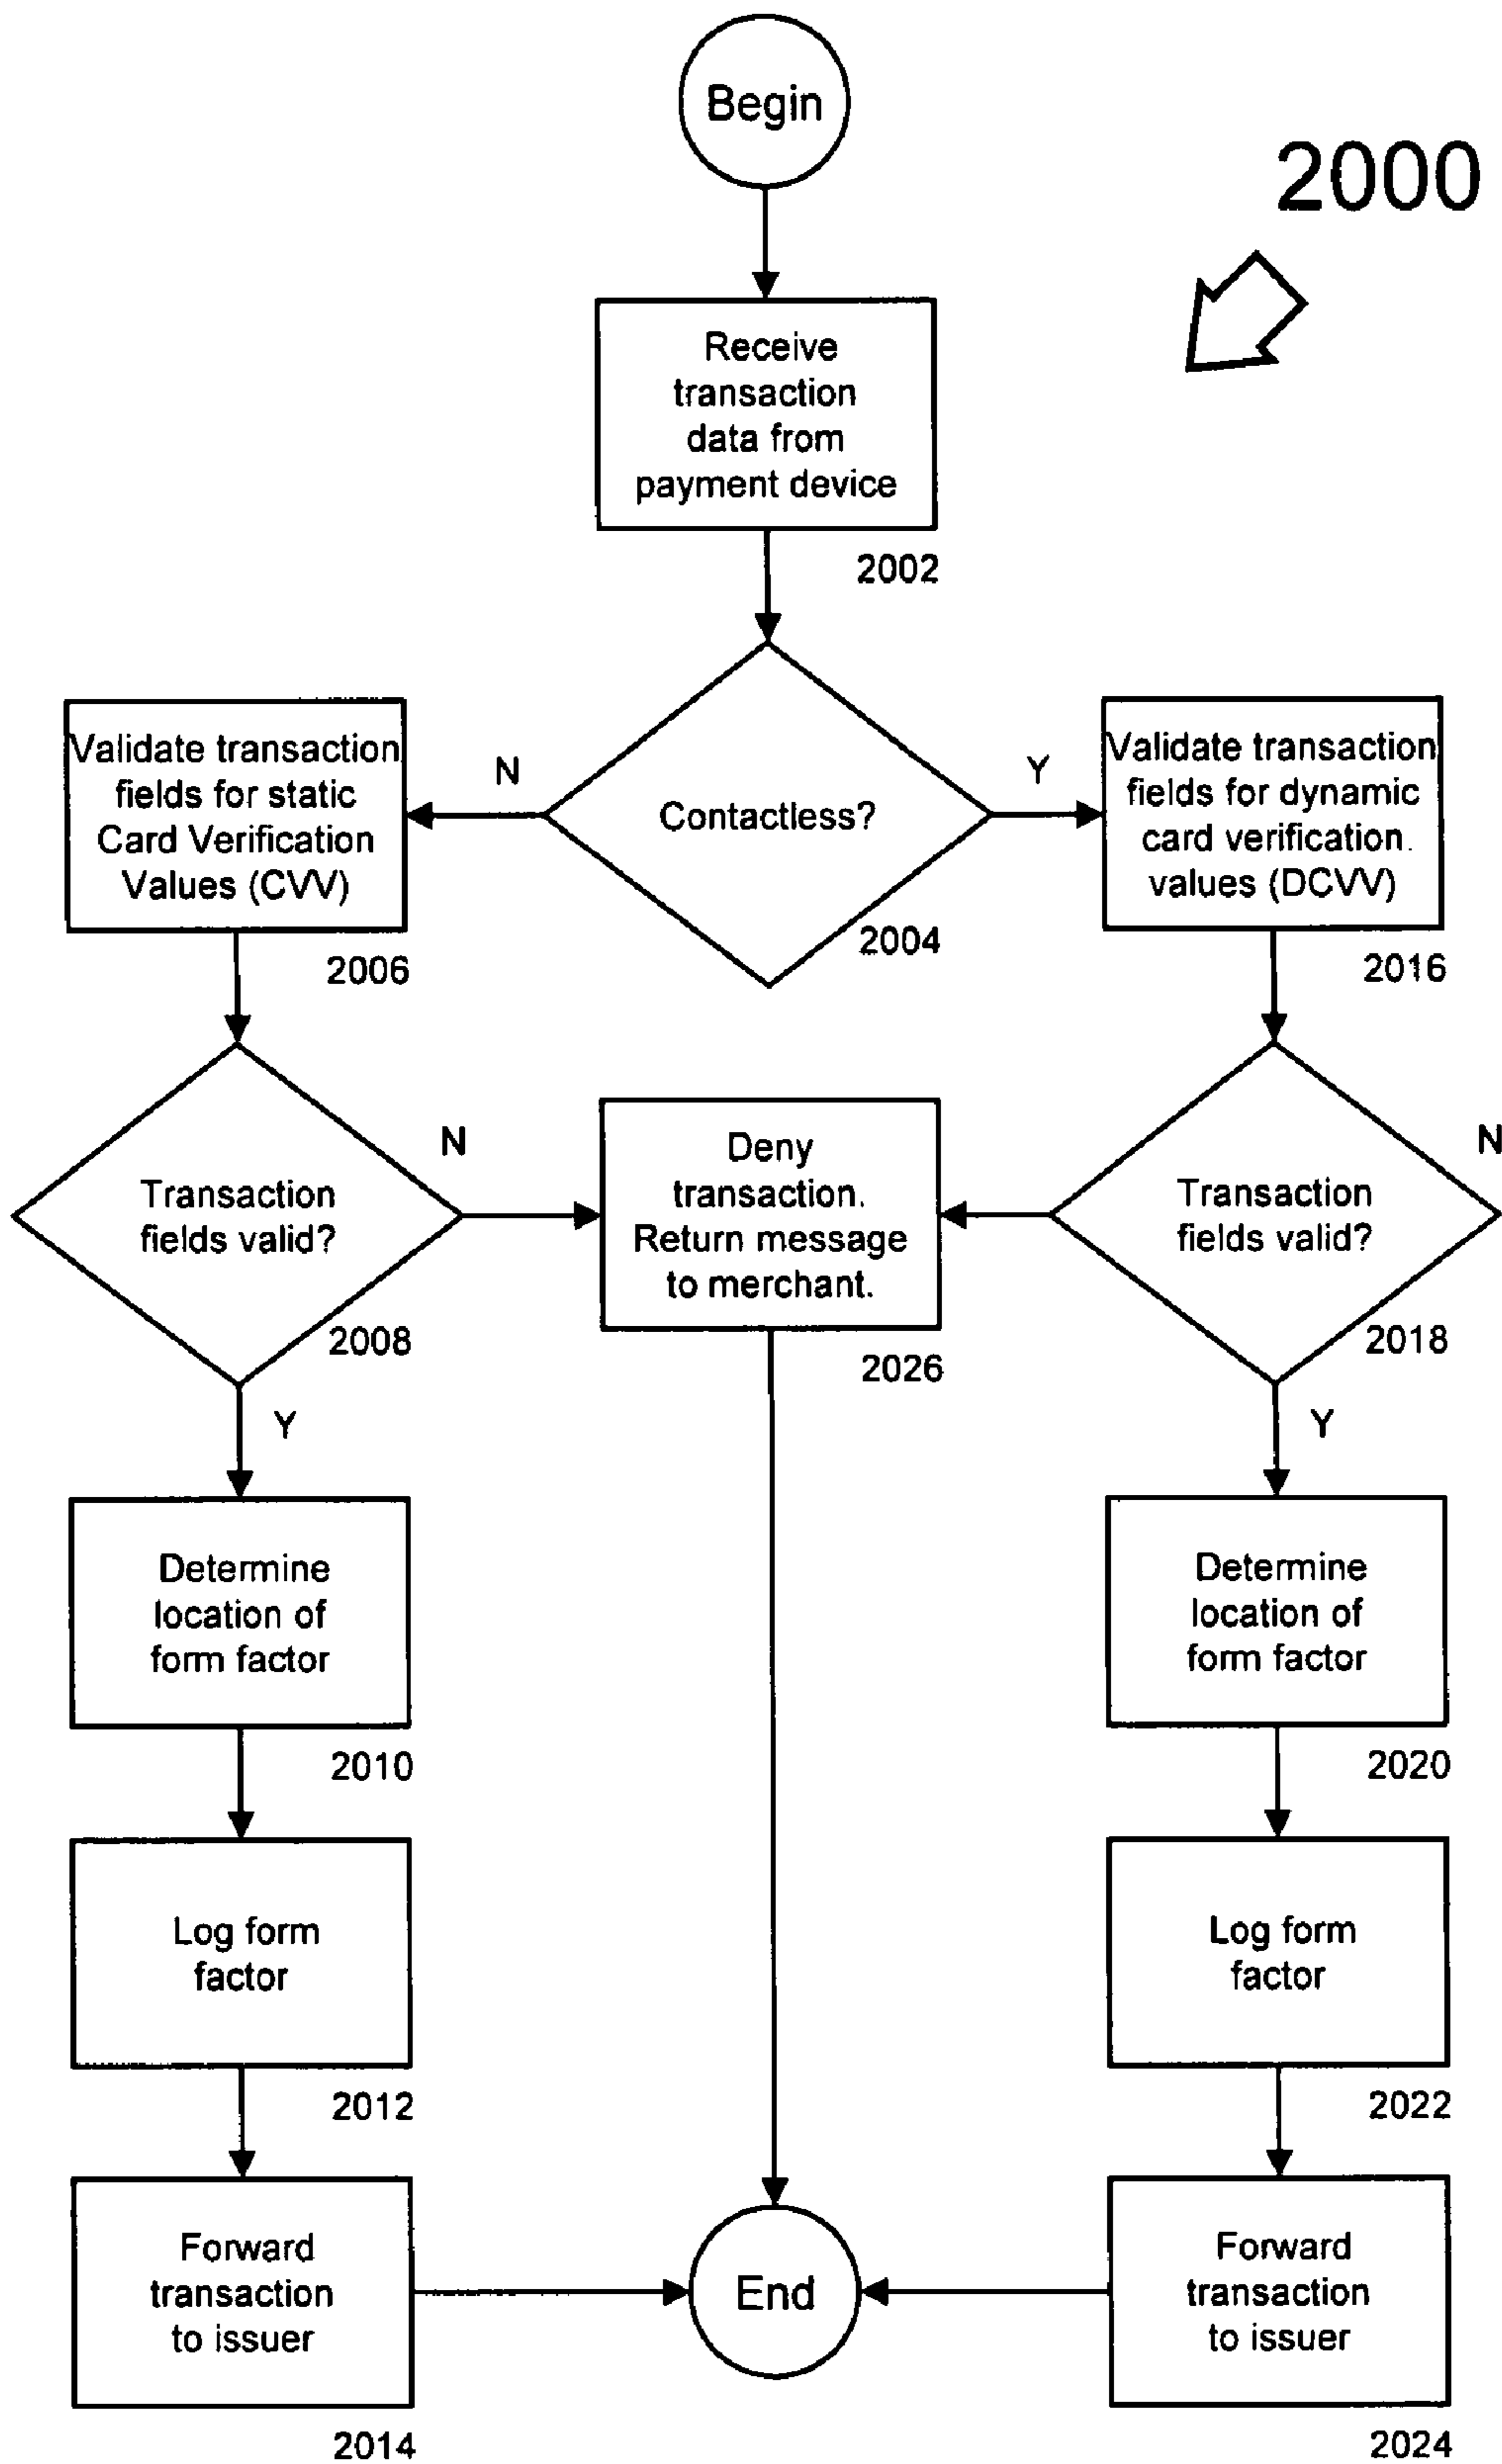 Begin
2000
Receive
transaction
data from
payment device
2002
Validate transaction
fields for static
Card Verification
Values (CVV)
2006
N
Contactless?
2004
Y
Validate transaction
fields for dynamic
card verification.
values (DCVV)
2016
Transaction
fields valid?
2008
N
Deny
transaction.
Return message
to merchant.
2026
Transaction
fields valid?
2018
N
Y
Y
Determine
location of
form factor
2010
Determine
location of
form factor
2020
Log form
factor
2012
Log form
factor
2022
Forward
transaction
to issuer
2014
End
Forward
transaction
to issuer
2024